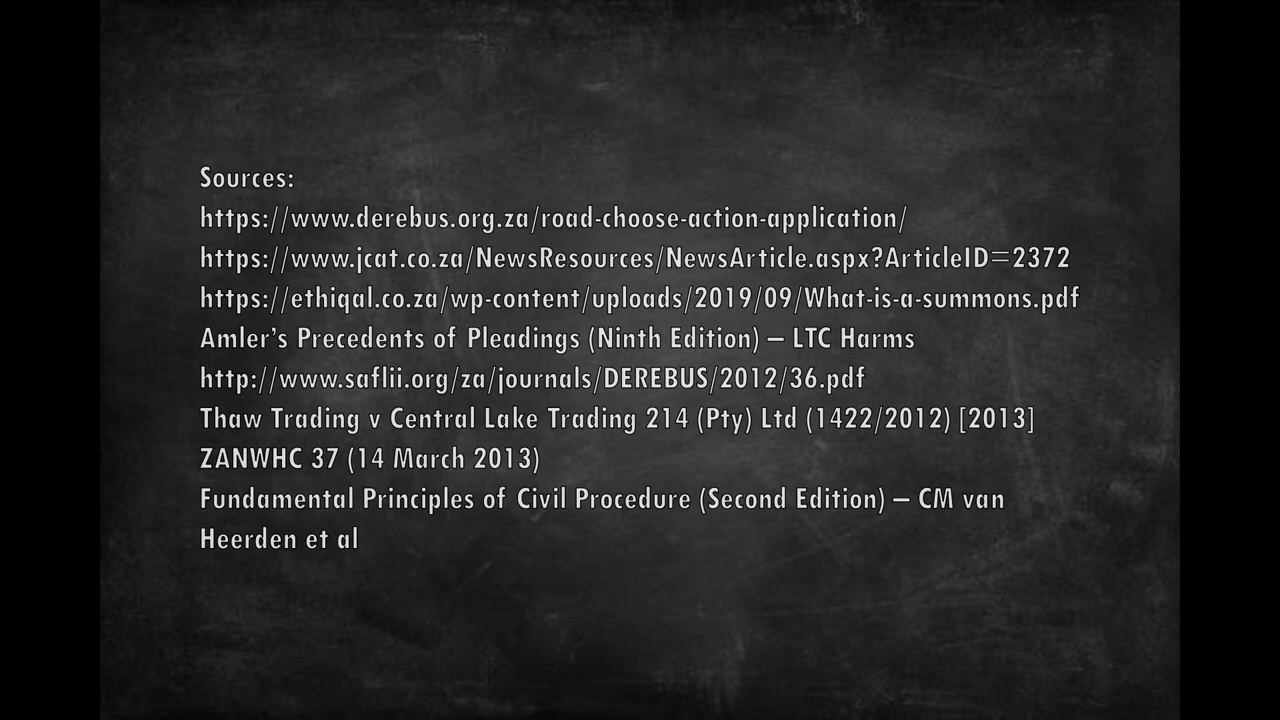 Sources:
https://www.derebus.org.za/road-choose-action-application/
https://www.jcat.co.za/NewsResources/NewsArticle.aspx?ArticleID=2372
https://ethiqal.co.za/wp-content/uploads/2019/09/What-is-a-summons.pdf
Amler’s Precedents of Pleadings (Ninth Edition) – LTC Harms
http://www.saflii.org/za/journals/DEREBUS/2012/36.pdf
Thaw Trading v Central Lake Trading 214 (Pty) Ltd (1422/2012) [2013]
ZANWHC 37 (14 March 2013)
Fundamental Principles of Civil Procedure (Second Edition) – CM van
Heerden et al